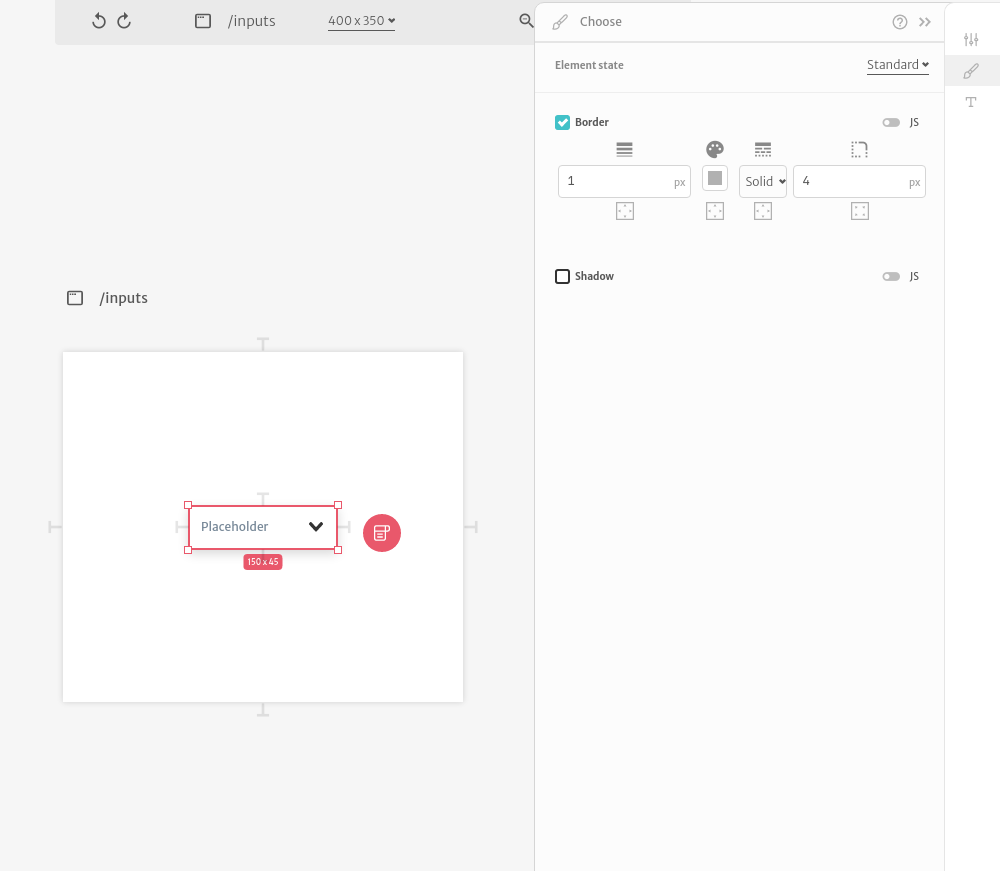 /inputs
400 x 350
Choose
Element state
Standard
Border
JS
1
px
Solid
4
px
Shadow
JS
/inputs
Placeholder
150 x 45